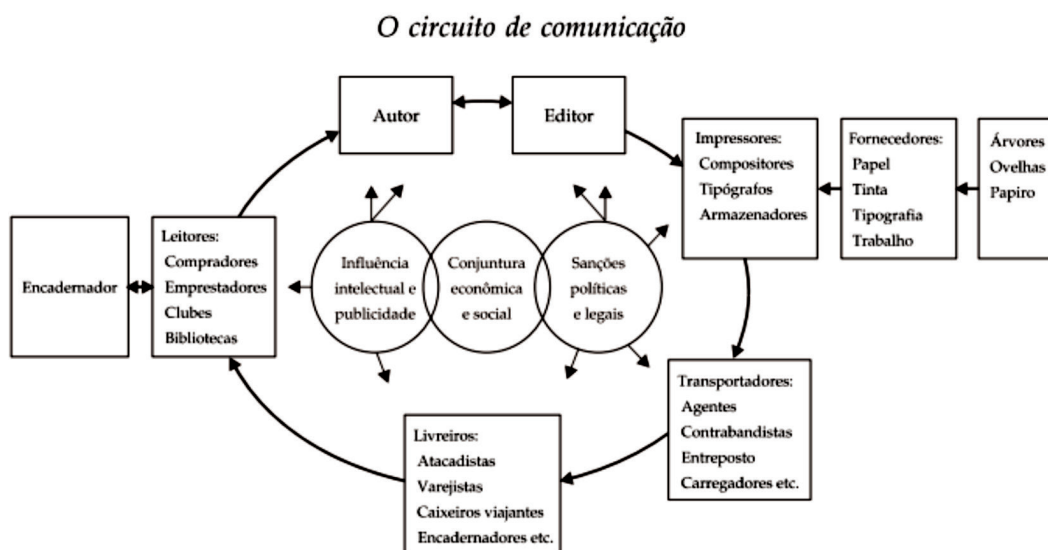 O circuito de comunicação
Autor
Editor
Impressores:
Compositores
Tipógrafos
Armazenadores
Fornecedores:
Papel
Tinta
Tipografia
Trabalho
Árvores
Ovelhas
Papiro
Encadernador
Leitores:
Compradores
Emprestadores
Clubes
Bibliotecas
Influência
intelectual e
publicidade
Conjuntura
econômica
e social
Sanções
políticas
e legais
Transportadores:
Agentes
Contrabandistas
Entreposto
Carregadores etc.
Livreiros:
Atacadistas
Varejistas
Caixeiros viajantes
Encadernadores etc.